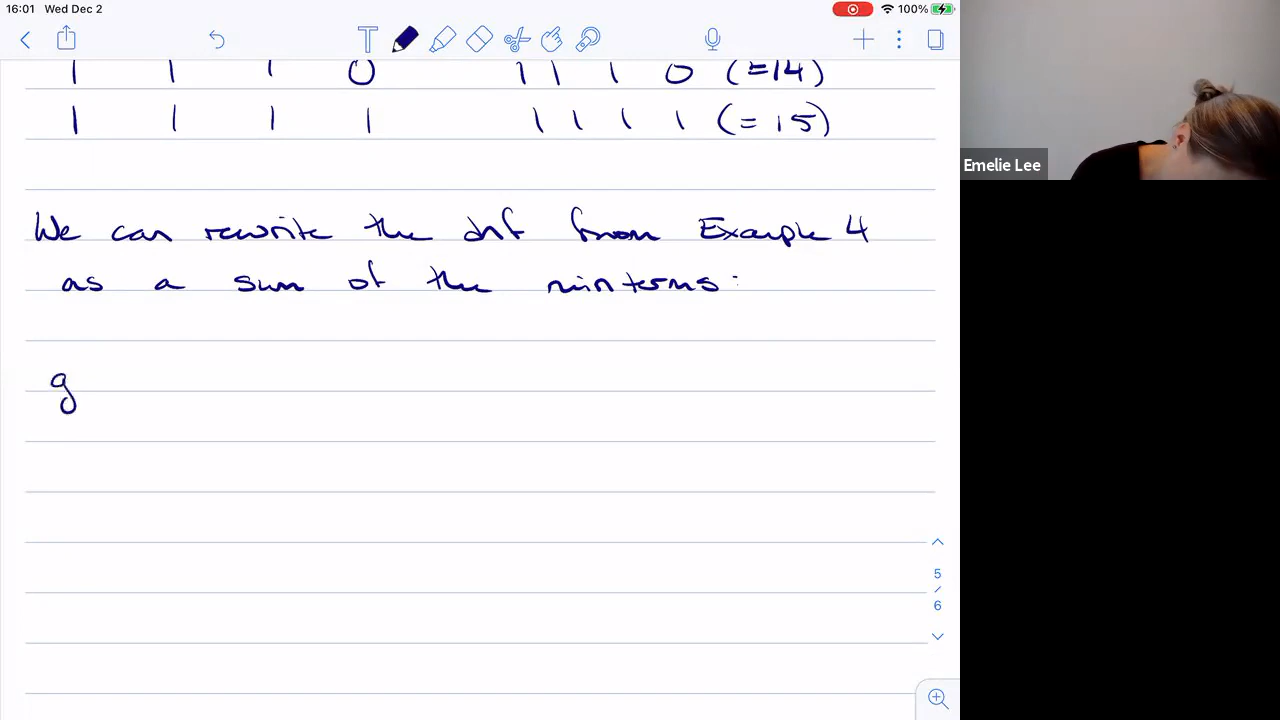 16:01 Wed Dec 2
100%
T
1 1 1 0 1 1 1 0 (=14)
1 1 1 1 1 1 1 1 (=15)
Emelie Lee
We can rewrite the dnf from Example 4
as a sum of the minterms:
g
5
/
6